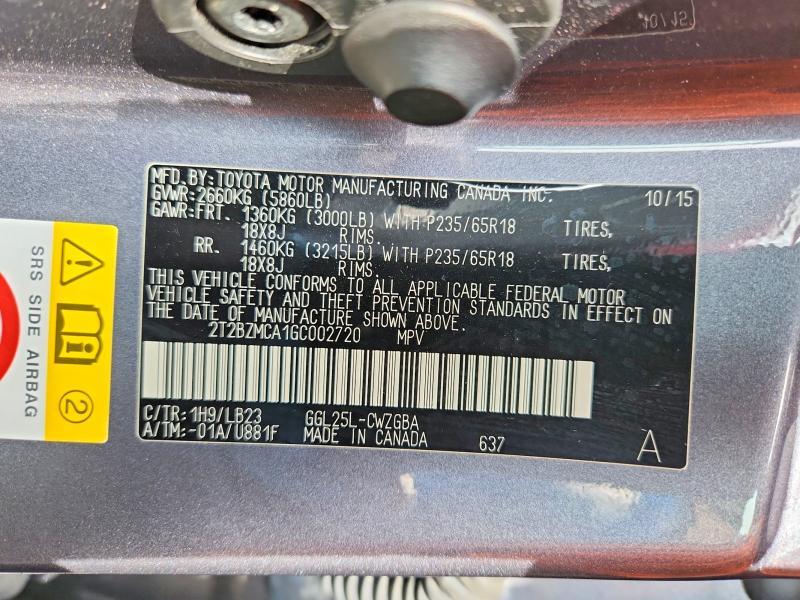 10/15
MFD.BY: TOYOTA MOTOR MANUFACTURING CANADA INC. 10/15
GVWR: 2660KG (5860LB)
GAWR: FRT. 1360KG (3000LB) WITH P235/65R18 TIRES,
18X8J RIMS.
RR. 1460KG (3215LB) WITH P235/65R18 TIRES,
18X8J RIMS.
THIS VEHICLE CONFORMS TO ALL APPLICABLE FEDERAL MOTOR
VEHICLE SAFETY AND THEFT PREVENTION STANDARDS IN EFFECT ON
THE DATE OF MANUFACTURE SHOWN ABOVE.
2T2BZMCA1GC002720 MPV
C/TR: 1H9/LB23 GGL25L-CWZGBA
A/TM: -01A/U881F MADE IN CANADA 637 A
SRS SIDE AIRBAG
2